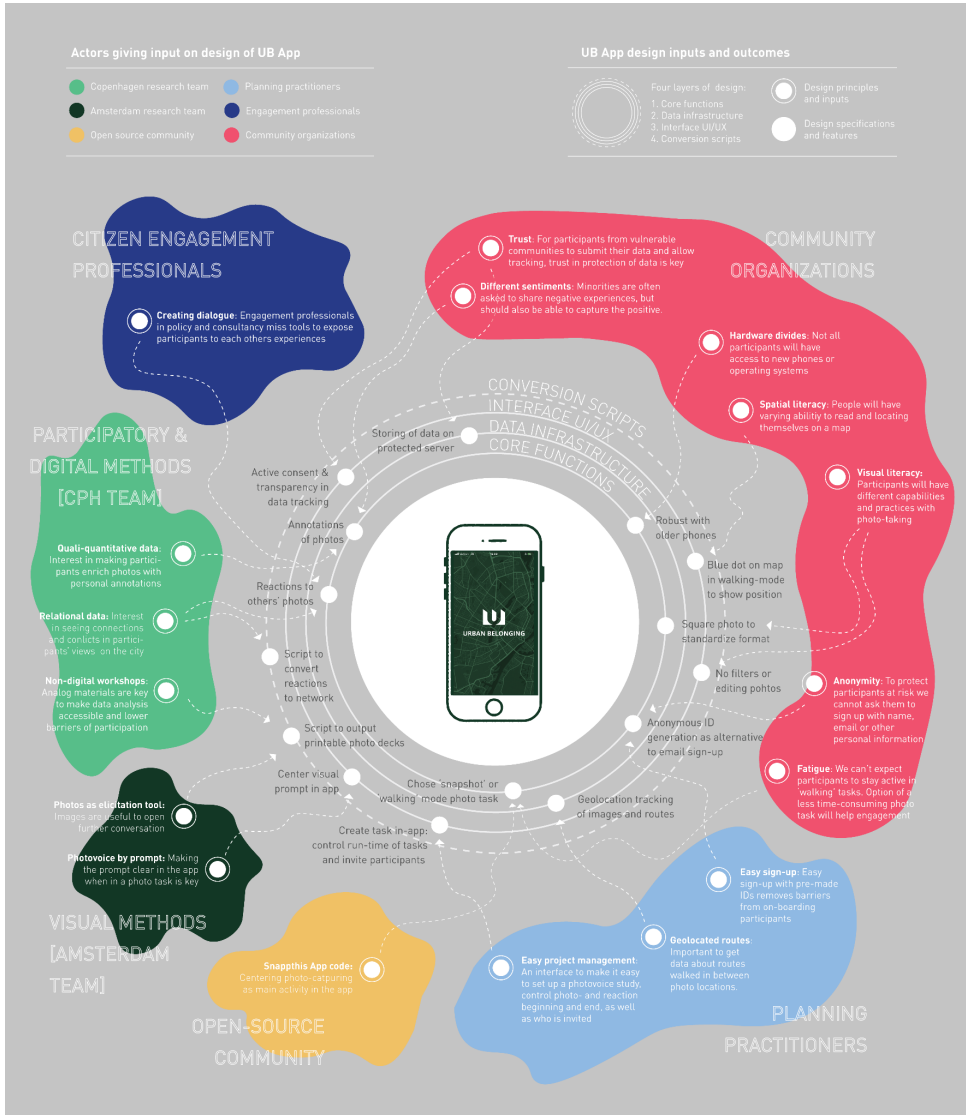 Actors giving input on design of UB App
Copenhagen research team
Amsterdam research team
Open source community
Planning practitioners
Engagement professionals
Community organizations
UB App design inputs and outcomes
Four layers of design:
1. Core functions
2. Data infrastructure
3. Interface UI/UX
4. Conversion scripts
Design principles
and inputs
Design specifications
and features
CITIZEN ENGAGEMENT
PROFESSIONALS
Creating dialogue: Engagement professionals
in policy and consultancy miss tools to expose
participants to each others experiences
COMMUNITY
ORGANIZATIONS
Trust: For participants from vulnerable
communities to submit their data and allow
tracking, trust in protection of data is key
Different sentiments: Minorities are often
asked to share negative experiences, but
should also be able to capture the positive.
Hardware divides: Not all
participants will have
access to new phones or
operating systems
Spatial literacy: People will have
varying ability to read and locating
themselves on a map
Visual literacy:
Participants will have
different capabilities
and practices with
photo-taking
Anonymity: To protect
participants at risk we
cannot ask them to
sign up with name,
email or other
personal information
Fatigue: We can't expect
participants to stay active in
'walking' tasks. Option of a
less time-consuming photo
task will help engagement
PARTICIPATORY &
DIGITAL METHODS
[CPH TEAM]
Quali-quantitative data:
Interest in making partici-
pants enrich photos with
personal annotations
Relational data: Interest
in seeing connections
and conlicts in partici-
pants' views on the city
Non-digital workshops:
Analog materials are key
to make data analysis
accessible and lower
barriers of participation
CONVERSION SCRIPTS
INTERFACE UI/UX
DATA INFRASTRUCTURE
CORE FUNCTIONS
Storing of data on
protected server
Active consent &
transparency in
data tracking
Annotations
of photos
Reactions to
others' photos
Script to
convert
reactions
to network
Script to output
printable photo decks
Center visual
prompt in app
Create task in-app:
control run-time of tasks
and invite participants
Chose 'snapshot' or
'walking' mode photo task
Geolocation tracking
of images and routes
Anonymous ID
generation as alternative
to email sign-up
No filters or
editing pohtos
Square photo to
standardize format
Blue dot on map
in walking-mode
to show position
Robust with
older phones
URBAN BELONGING
Photos as elicitation tool:
Images are useful to open
further conversation
Photovoice by prompt: Making
the prompt clear in the app
when in a photo task is key
VISUAL METHODS
[AMSTERDAM
TEAM]
Snappthis App code:
Centering photo-catpuring
as main activity in the app
OPEN-SOURCE
COMMUNITY
Easy sign-up: Easy
sign-up with pre-made
IDs removes barriers
from on-boarding
participants
Geolocated routes:
Important to get
data about routes
walked in between
photo locations.
Easy project management:
An interface to make it easy
to set up a photovoice study,
control photo- and reaction
beginning and end, as well
as who is invited
PLANNING
PRACTITIONERS